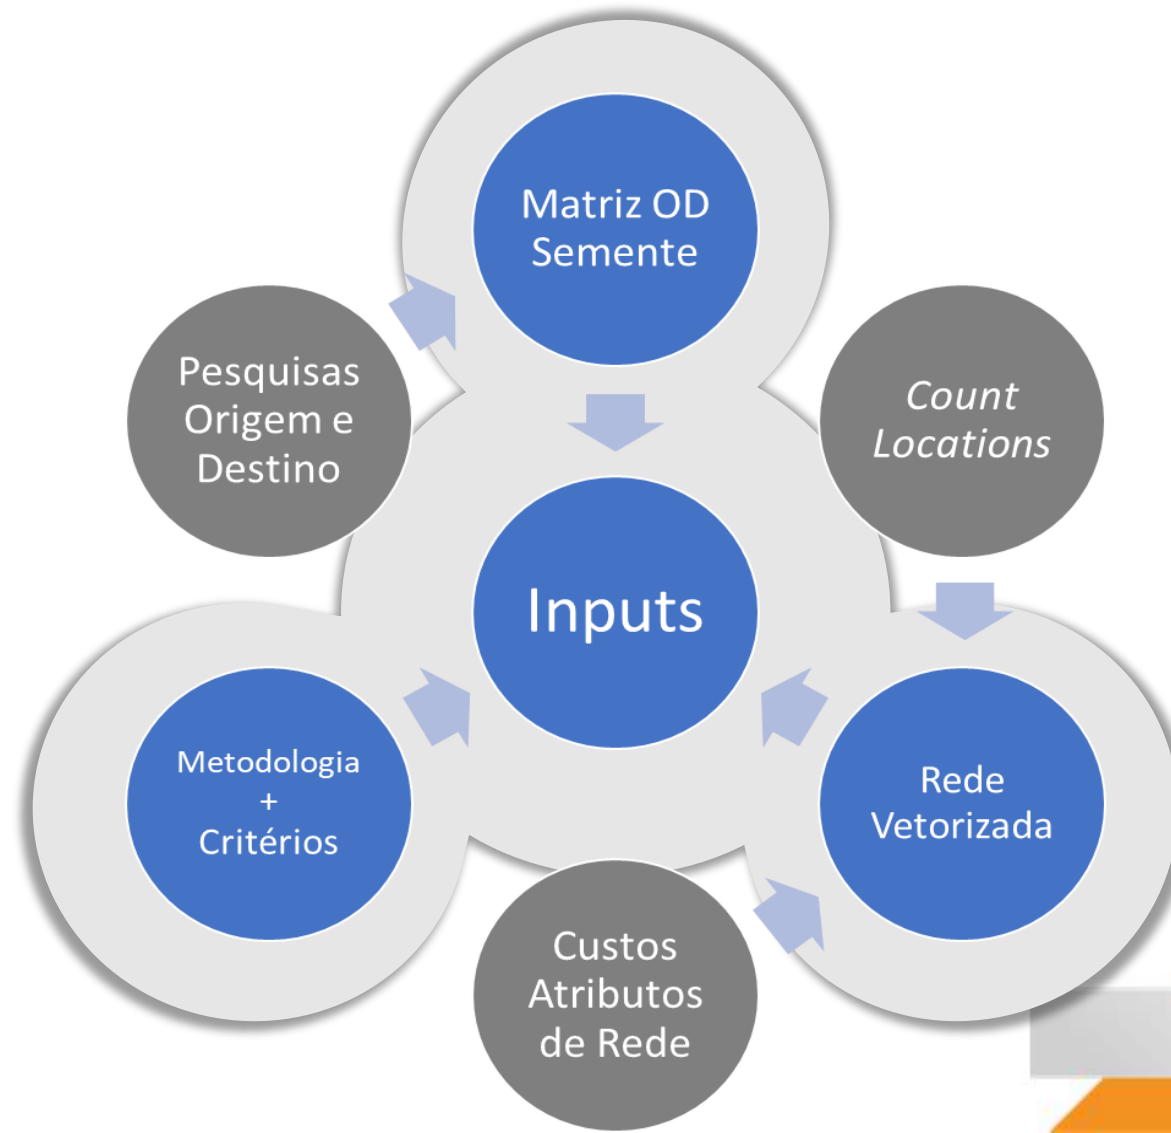 Matriz OD
Semente
Pesquisas
Origem e
Destino
Count
Locations
Inputs
Metodologia
+
Critérios
Rede
Vetorizada
Custos
Atributos
de Rede